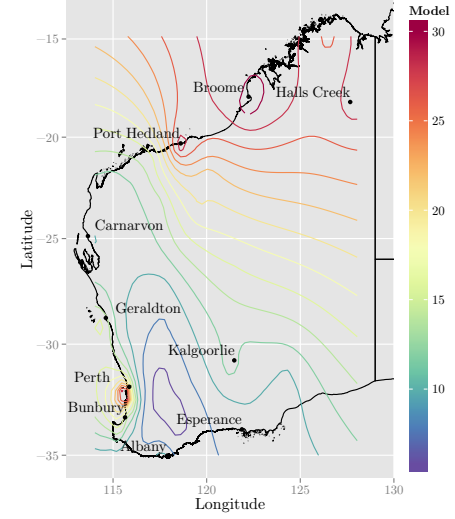 Model
30
25
20
15
10
−15
−20
−25
−30
−35
Latitude
Broome
Halls Creek
Port Hedland
Carnarvon
Geraldton
Kalgoorlie
Perth
Bunbury
Esperance
Albany
115
120
125
130
Longitude